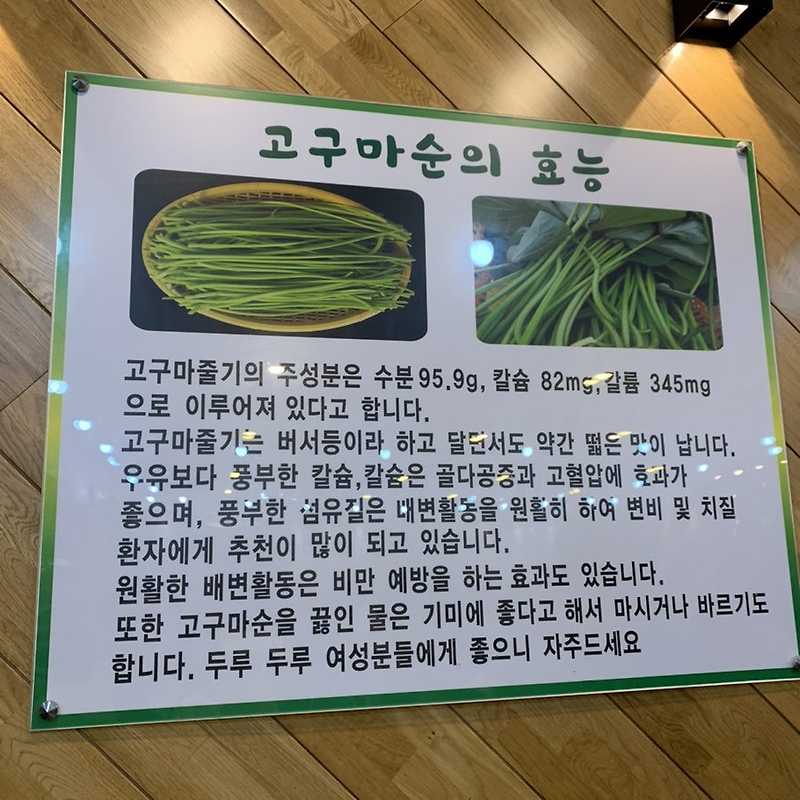 고구마순의 효능
고구마줄기의 주성분은 수분95.9g, 칼슘 82mg, 갈륨 345mg
으로 이루어져 있다고 합니다.
고구마줄기는 버서등이라 하고 달면서도 약간 떫은 맛이 납니다.
우유보다 풍부한 칼슘,칼슘은 골다공증과 고혈압에 효과가
좋으며, 풍부한 섬유질은 배변활동을 원활히 하여 변비 및 치질
환자에게 추천이 많이 되고 있습니다.
원활한 배변활동은 비만 예방을 하는 효과도 있습니다.
또한 고구마순을 끓인 물은 기미에 좋다고 해서 마시거나 바르기도
합니다. 두루 두루 여성분들에게 좋으니 자주드세요